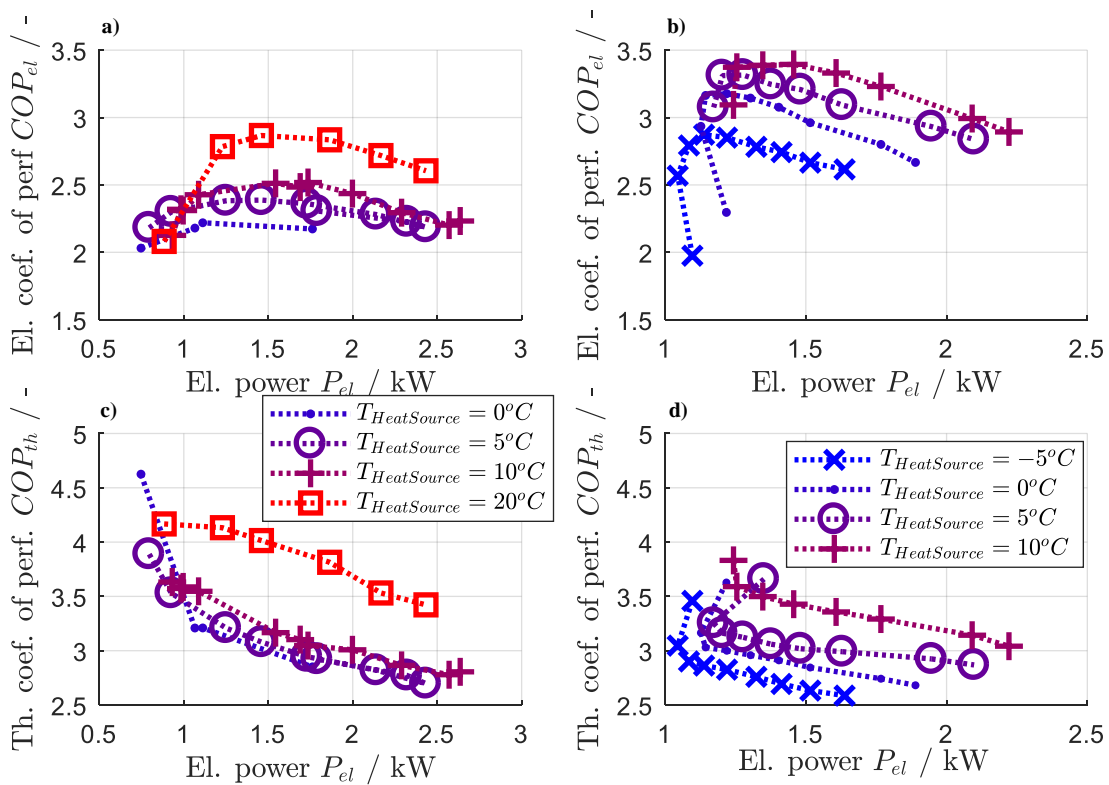 a)
El. coef. of perf COP_el / -
3.5
3
2.5
2
1.5
0.5 1 1.5 2 2.5 3
El. power P_el / kW
b)
El. coef. of perf. COP_el / -
3.5
3
2.5
2
1.5
1 1.5 2 2.5
El. power P_el / kW
c)
Th. coef. of perf. COP_th / -
5
4.5
4
3.5
3
2.5
0.5 1 1.5 2 2.5 3
El. power P_el / kW
T_HeatSource = 0°C
T_HeatSource = 5°C
T_HeatSource = 10°C
T_HeatSource = 20°C
d)
Th. coef. of perf. COP_th / -
5
4.5
4
3.5
3
2.5
1 1.5 2 2.5
El. power P_el / kW
T_HeatSource = −5°C
T_HeatSource = 0°C
T_HeatSource = 5°C
T_HeatSource = 10°C